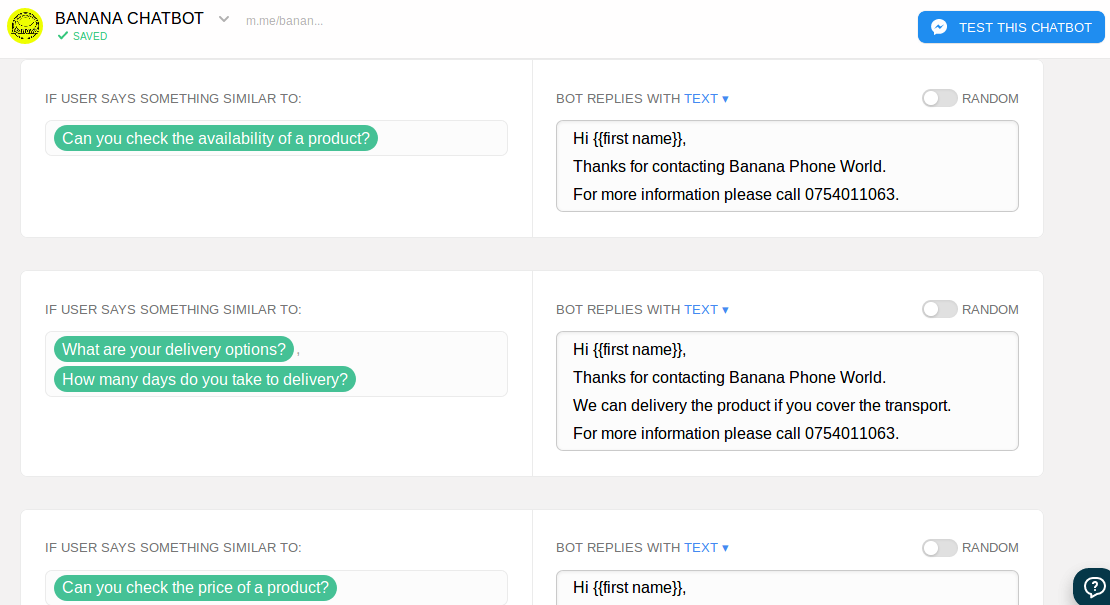 BANANA CHATBOT
m.me/banan...
SAVED
TEST THIS CHATBOT
IF USER SAYS SOMETHING SIMILAR TO:
BOT REPLIES WITH TEXT ▾
RANDOM
Can you check the availability of a product?
Hi {{first name}},
Thanks for contacting Banana Phone World.
For more information please call 0754011063.
IF USER SAYS SOMETHING SIMILAR TO:
BOT REPLIES WITH TEXT ▾
RANDOM
What are your delivery options? ,
How many days do you take to delivery?
Hi {{first name}},
Thanks for contacting Banana Phone World.
We can delivery the product if you cover the transport.
For more information please call 0754011063.
IF USER SAYS SOMETHING SIMILAR TO:
BOT REPLIES WITH TEXT ▾
RANDOM
Can you check the price of a product?
Hi {{first name}},